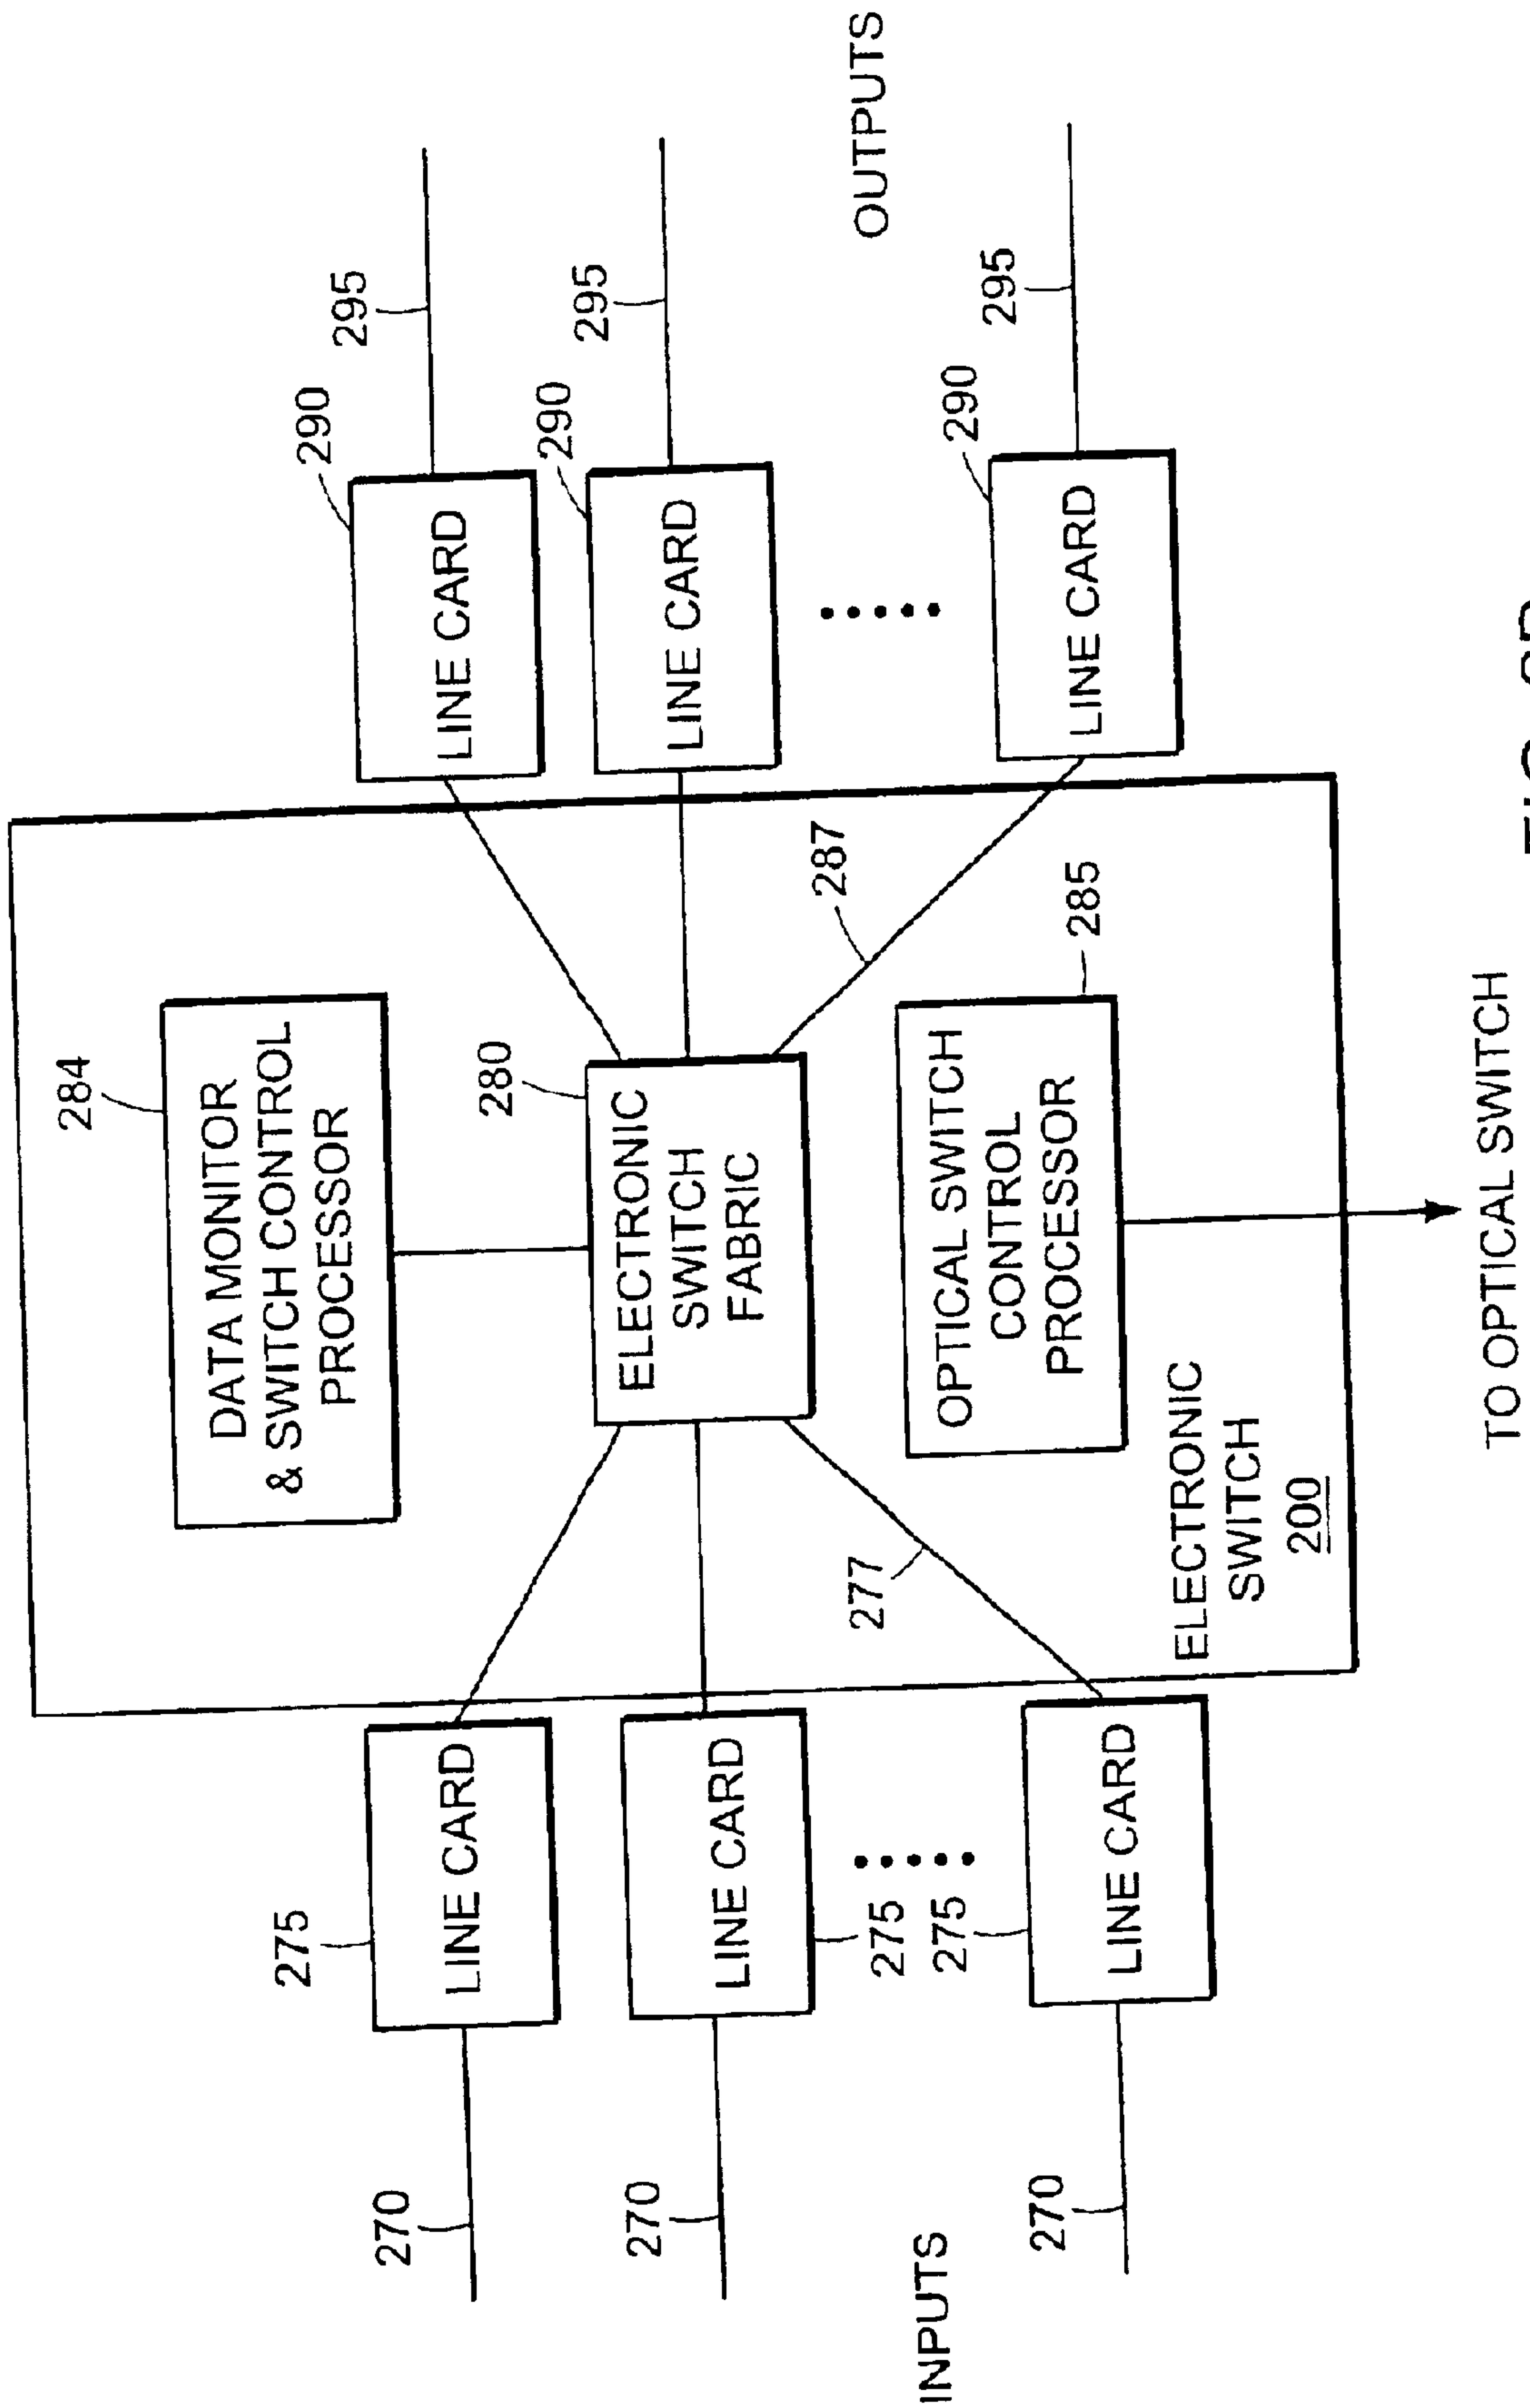 284
DATA MONITOR
& SWITCH CONTROL
PROCESSOR
275
LINE CARD
290
LINE CARD
295
270
280
ELECTRONIC
SWITCH
FABRIC
LINE CARD
275
290
LINE CARD
295
270
277
287
INPUTS
OUTPUTS
275
LINE CARD
OPTICAL SWITCH
CONTROL
PROCESSOR
285
290
LINE CARD
295
270
ELECTRONIC
SWITCH
200
TO OPTICAL SWITCH